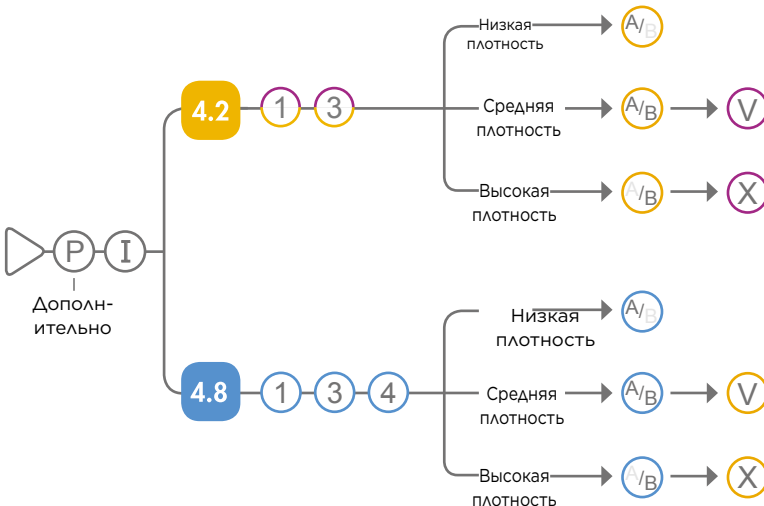 Низкая
плотность
A/B
4.2
1
3
Средняя
плотность
A/B
V
Высокая
плотность
A/B
X
P
I
Дополн-
ительно
Низкая
плотность
A/B
4.8
1
3
4
Средняя
плотность
A/B
V
Высокая
плотность
A/B
X